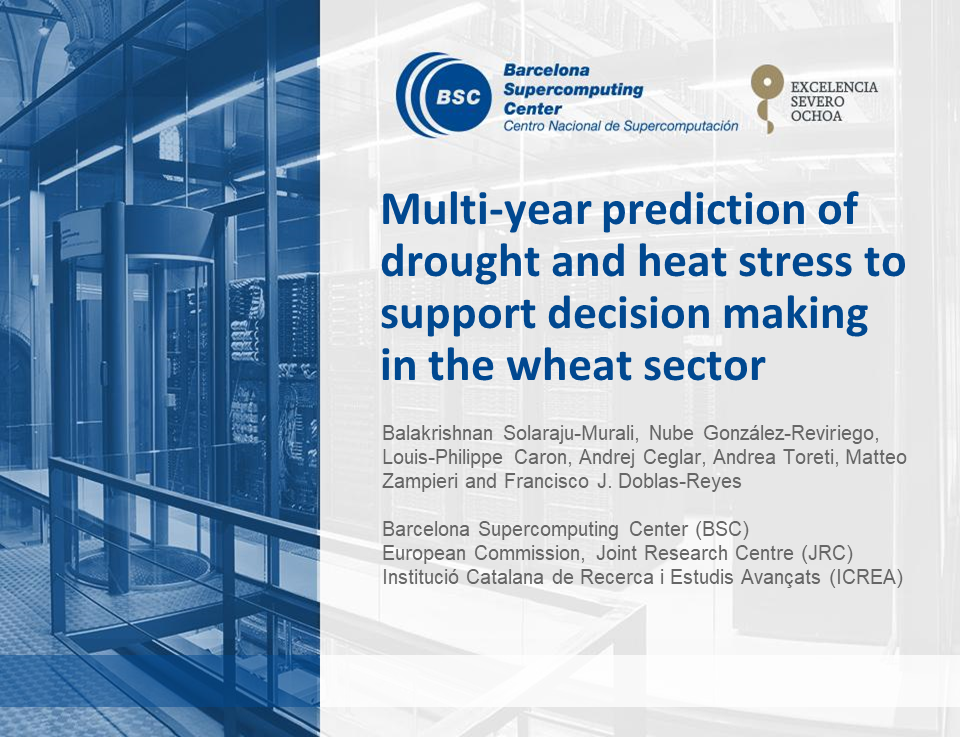 BSC
Barcelona
Supercomputing
Center
Centro Nacional de Supercomputación
EXCELENCIA
SEVERO
OCHOA
Multi-year prediction of
drought and heat stress to
support decision making
in the wheat sector
Balakrishnan Solaraju-Murali, Nube González-Reviriego,
Louis-Philippe Caron, Andrej Ceglar, Andrea Toreti, Matteo
Zampieri and Francisco J. Doblas-Reyes
Barcelona Supercomputing Center (BSC)
European Commission, Joint Research Centre (JRC)
Institució Catalana de Recerca i Estudis Avançats (ICREA)